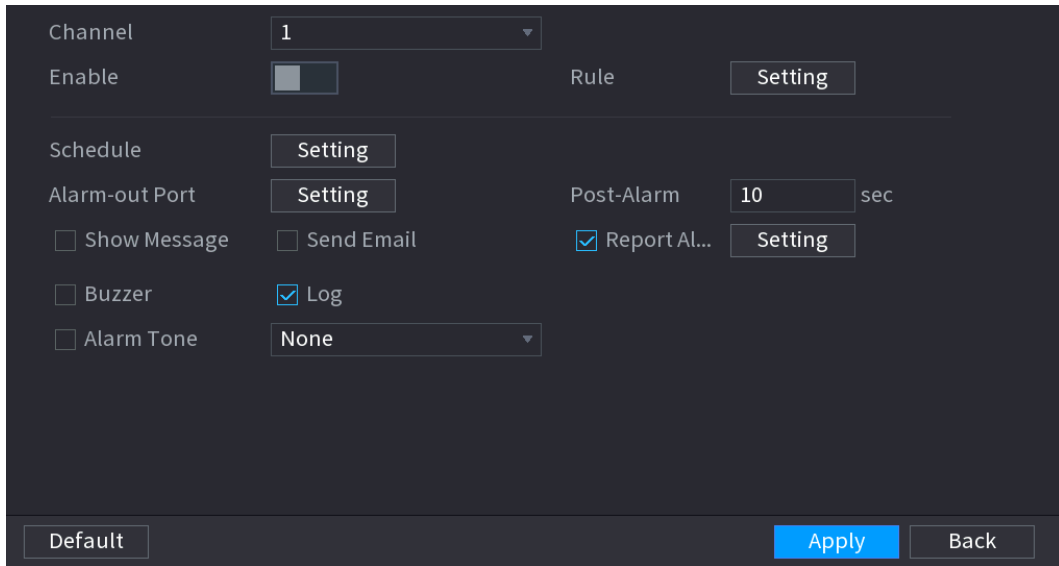 Channel 1
Enable Rule Setting
Schedule Setting
Alarm-out Port Setting Post-Alarm 10 sec
Show Message Send Email Report Al... Setting
Buzzer Log
Alarm Tone None
Default Apply Back